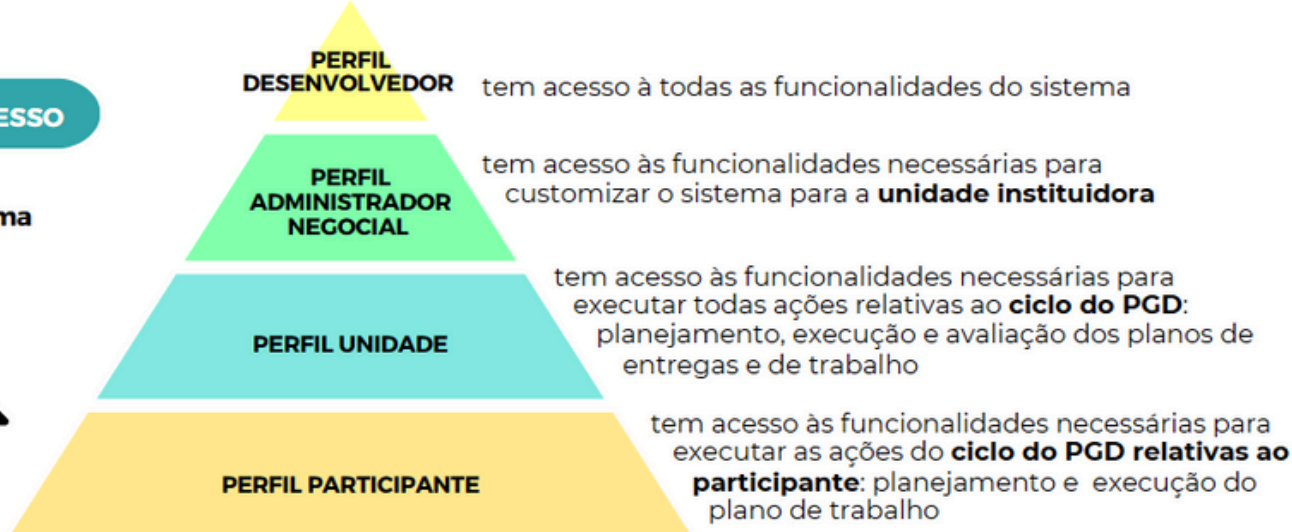 ESSO
ma
PERFIL
DESENVOLVEDOR
tem acesso à todas as funcionalidades do sistema
PERFIL
ADMINISTRADOR
NEGOCIAL
tem acesso às funcionalidades necessárias para
customizar o sistema para a unidade instituidora
PERFIL UNIDADE
tem acesso às funcionalidades necessárias para
executar todas ações relativas ao ciclo do PGD:
planejamento, execução e avaliação dos planos de
entregas e de trabalho
PERFIL PARTICIPANTE
tem acesso às funcionalidades necessárias para
executar as ações do ciclo do PGD relativas ao
participante: planejamento e execução do
plano de trabalho